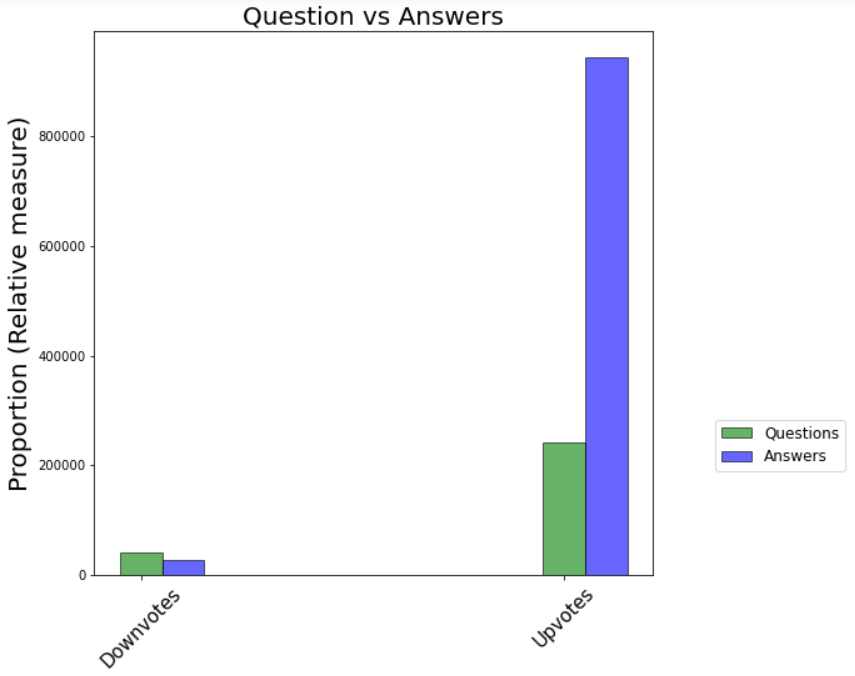 Question vs Answers
Proportion (Relative measure)
800000
600000
400000
200000
0
Downvotes
Upvotes
Questions
Answers